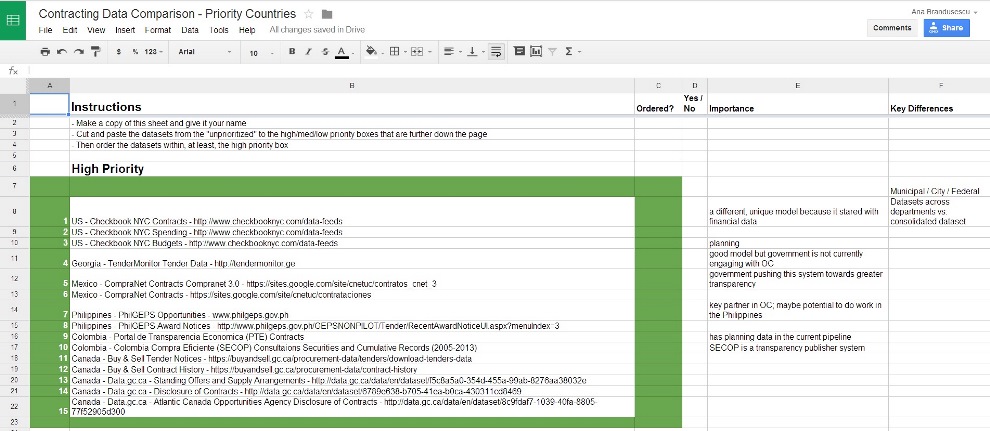 Contracting Data Comparison - Priority Countries
Ana Brandusescu
File Edit View Insert Format Data Tools Help All changes saved in Drive
Comments
Share
$ % 123 Arial 10 B I S A
fx
A B C D E F
1 Instructions Ordered? Yes / No Importance Key Differences
2 - Make a copy of this sheet and give it your name
3 - Cut and paste the datasets from the "unprioritized" to the high/med/low priority boxes that are further down the page
4 - Then order the datasets within, at least, the high priority box
5
6 High Priority
7 Municipal / City / Federal
8 1 US - Checkbook NYC Contracts - http://www.checkbooknyc.com/data-feeds a different, unique model because it stared with financial data Datasets across departments vs. consolidated dataset
9 2 US - Checkbook NYC Spending - http://www.checkbooknyc.com/data-feeds
10 3 US - Checkbook NYC Budgets - http://www.checkbooknyc.com/data-feeds planning
11 4 Georgia - TenderMonitor Tender Data - http://tendermonitor.ge good model but government is not currently engaging with OC
12 5 Mexico - CompraNet Contracts Compranet 3.0 - https://sites.google.com/site/cnetuc/contratos_cnet_3 government pushing this system towards greater transparency
13 6 Mexico - CompraNet Contracts - https://sites.google.com/site/cnetuc/contrataciones
14 7 Philippines - PhilGEPS Opportunities - www.philgeps.gov.ph key partner in OC; maybe potential to do work in the Philippines
15 8 Philippines - PhilGEPS Award Notices - http://www.philgeps.gov.ph/GEPSNONPILOT/Tender/RecentAwardNoticeUI.aspx?menuIndex=3
16 9 Colombia - Portal de Transparencia Economica (PTE) Contracts has planning data in the current pipeline
17 10 Colombia - Colombia Compra Eficiente (SECOP) Consultaions Securities and Cumulative Records (2005-2013) SECOP is a transparency publisher system
18 11 Canada - Buy & Sell Tender Notices - https://buyandsell.gc.ca/procurement-data/tenders/download-tenders-data
19 12 Canada - Buy & Sell Contract History - https://buyandsell.gc.ca/procurement-data/contract-history
20 13 Canada - Data.gc.ca - Standing Offers and Supply Arrangements - http://data.gc.ca/data/en/dataset/f5c8a5a0-354d-455a-99ab-8276aa38032e
21 14 Canada - Data.gc.ca - Disclosure of Contracts -
22 15 Canada - Data.gc.ca - Atlantic Canada Opportunities Agency Disclosure of Contracts - http://data.gc.ca/data/en/dataset/8c9fdaf7-1039-40fa-8805-77f52905d300
23